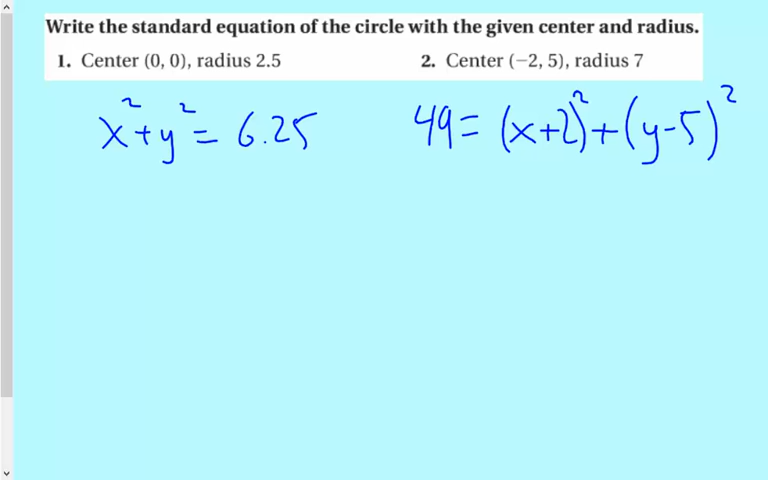 Write the standard equation of the circle with the given center and radius.
1. Center (0, 0), radius 2.5
2. Center (−2, 5), radius 7
x² + y² = 6.25
49 = (x+2)² + (y-5)²